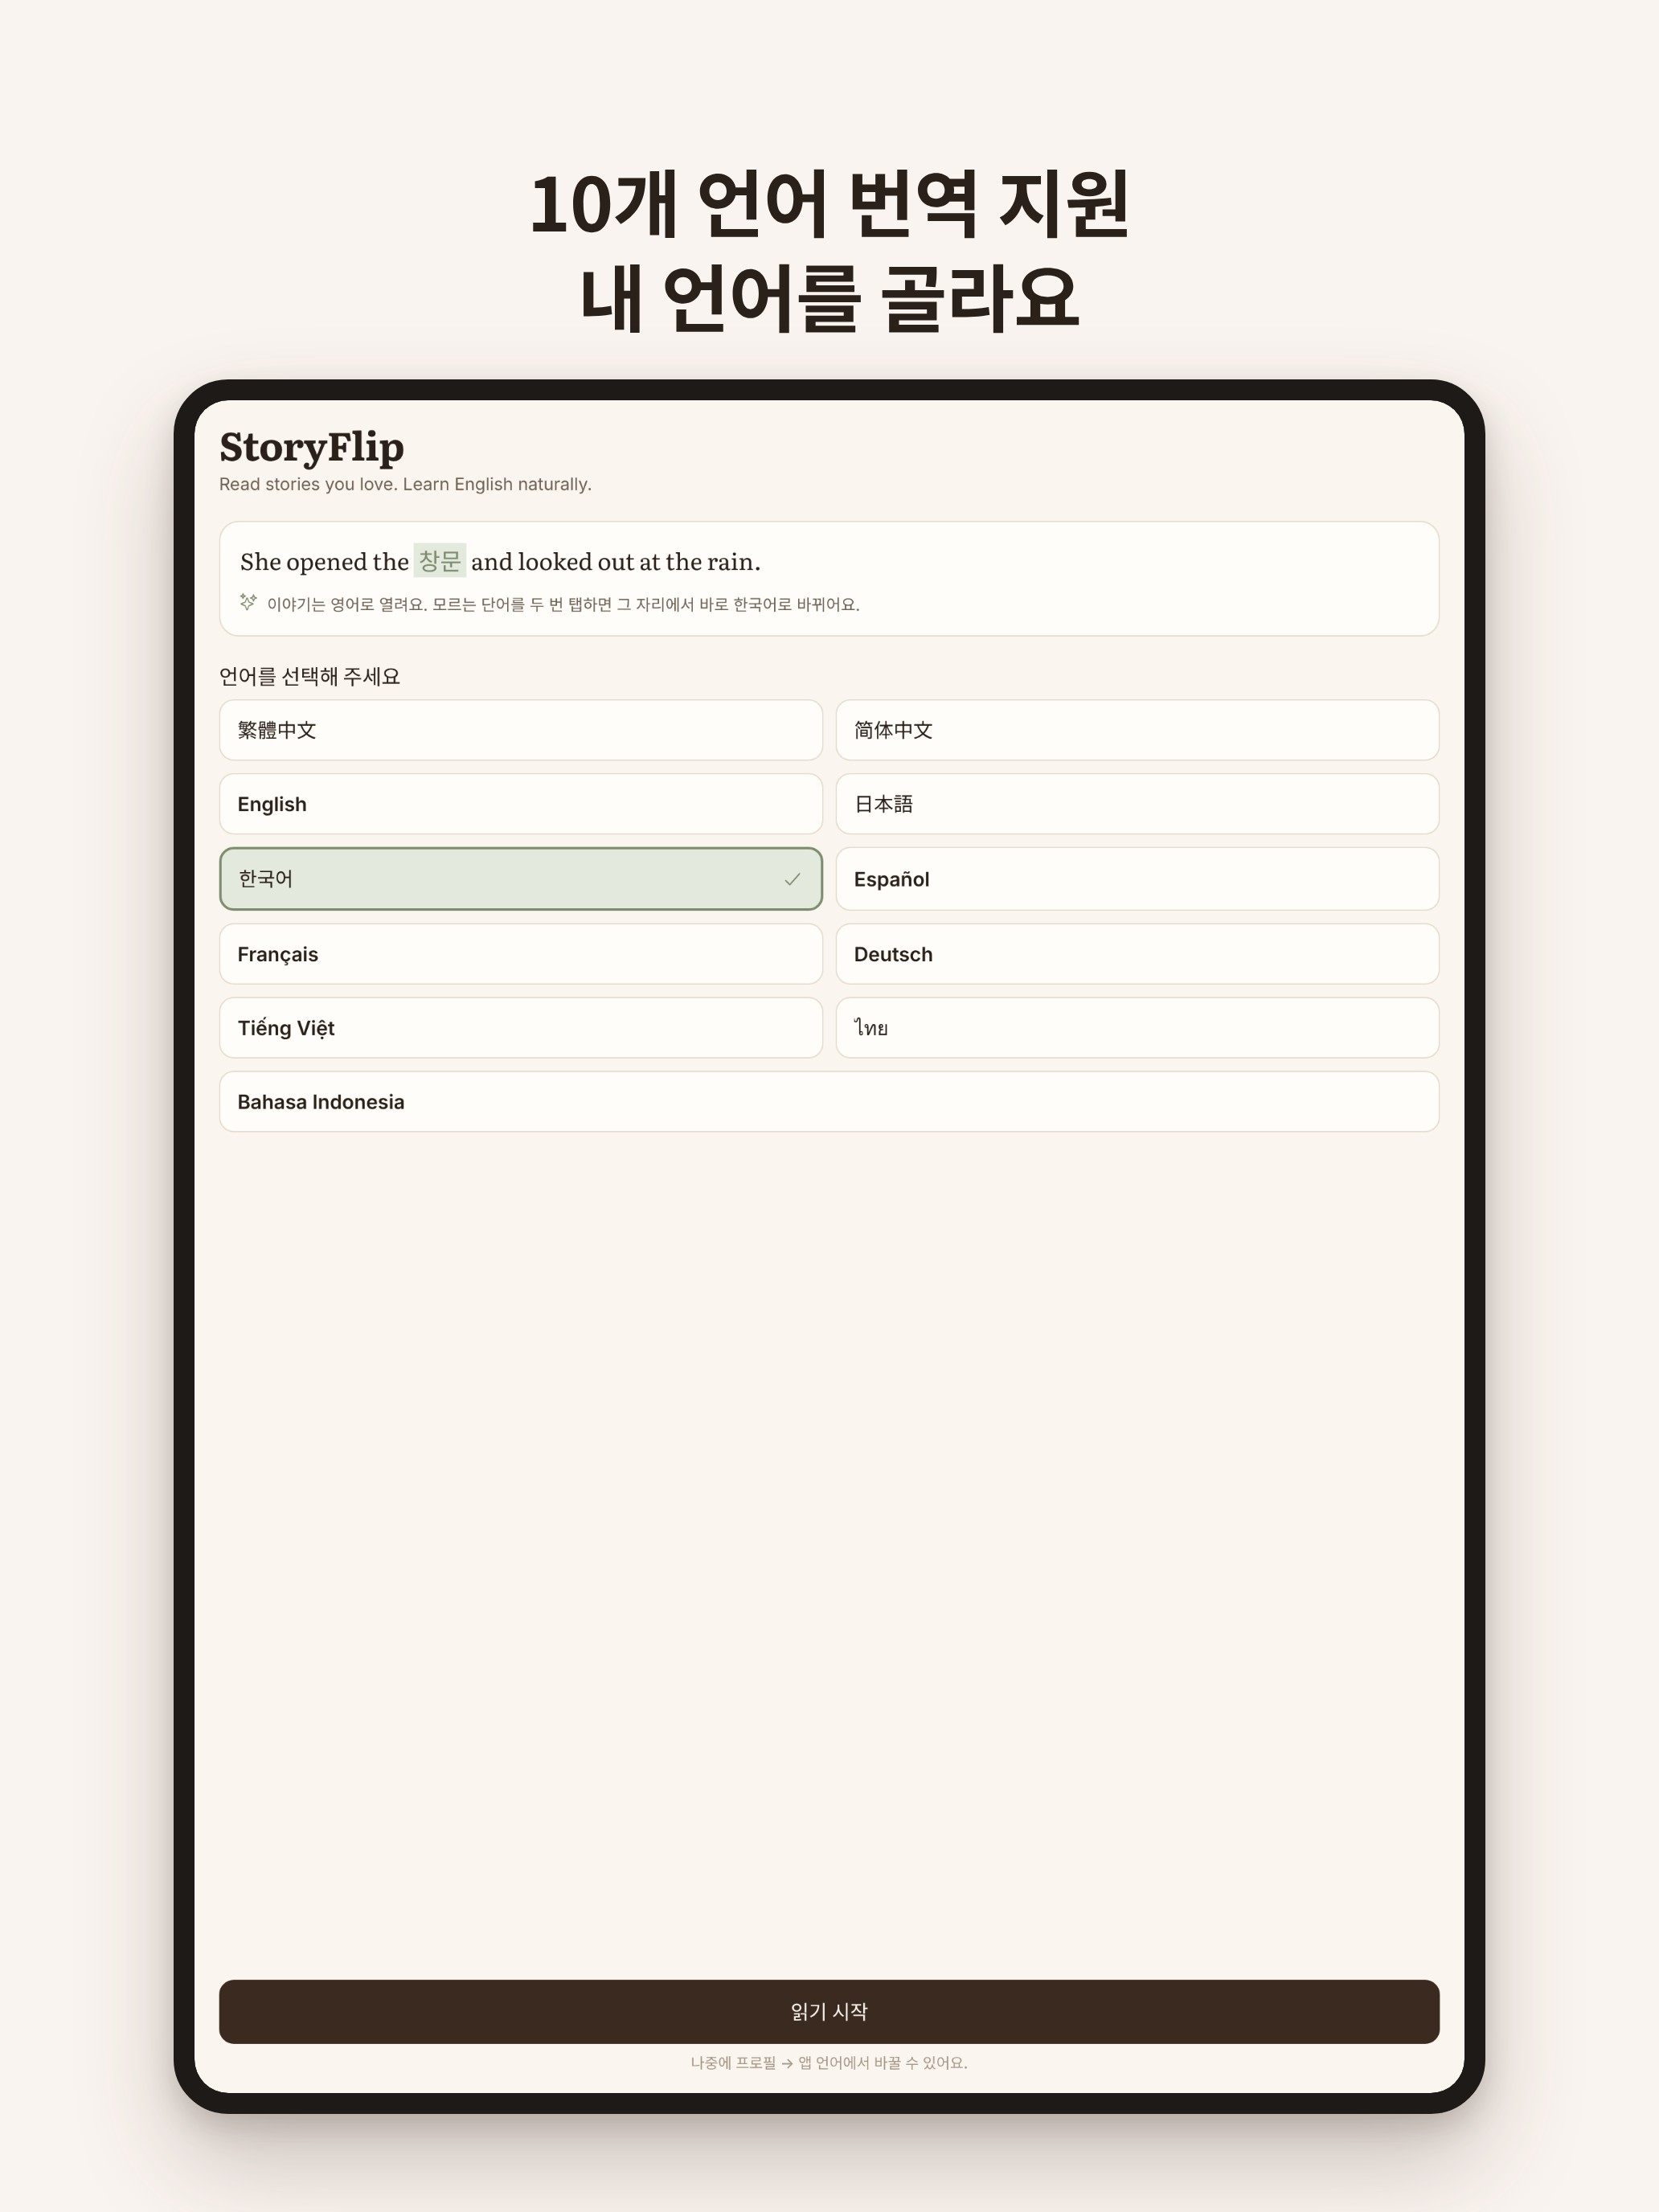 10개 언어 번역 지원
내 언어를 골라요
StoryFlip
Read stories you love. Learn English naturally.
She opened the 창문 and looked out at the rain.
이야기는 영어로 열려요. 모르는 단어를 두 번 탭하면 그 자리에서 바로 한국어로 바뀌어요.
언어를 선택해 주세요
繁體中文
简体中文
English
日本語
한국어
Español
Français
Deutsch
Tiếng Việt
ไทย
Bahasa Indonesia
읽기 시작
나중에 프로필 → 앱 언어에서 바꿀 수 있어요.